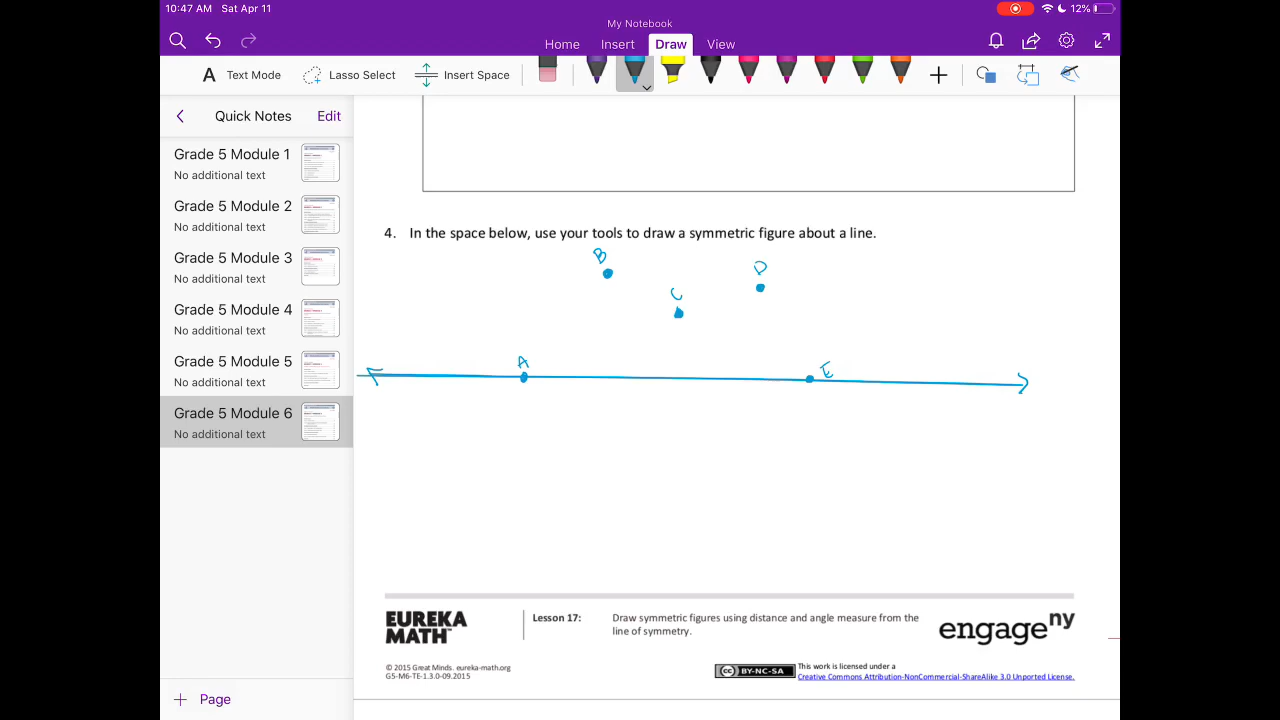 10:47 AM Sat Apr 11
12%
My Notebook
Home Insert Draw View
A Text Mode Lasso Select Insert Space
Quick Notes Edit
Grade 5 Module 1
No additional text
Grade 5 Module 2
No additional text
Grade 5 Module 3
No additional text
Grade 5 Module 4
No additional text
Grade 5 Module 5
No additional text
Grade 5 Module 6
No additional text
Page
4. In the space below, use your tools to draw a symmetric figure about a line.
B
D
C
A
E
EUREKA
MATH™
Lesson 17:
Draw symmetric figures using distance and angle measure from the
line of symmetry.
engage ny
© 2015 Great Minds. eureka-math.org
G5-M6-TE-1.3.0-09.2015
cc BY-NC-SA
This work is licensed under a
Creative Commons Attribution-NonCommercial-ShareAlike 3.0 Unported License.